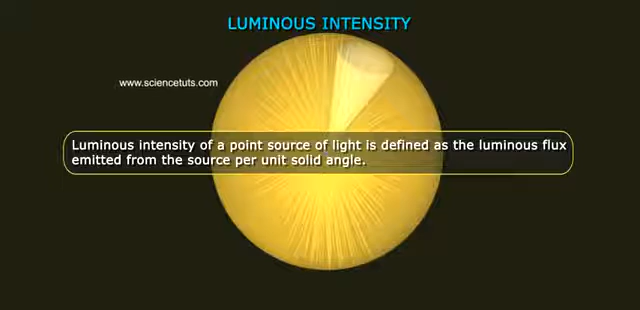 LUMINOUS INTENSITY
www.sciencetuts.com
Luminous intensity of a point source of light is defined as the luminous flux
emitted from the source per unit solid angle.